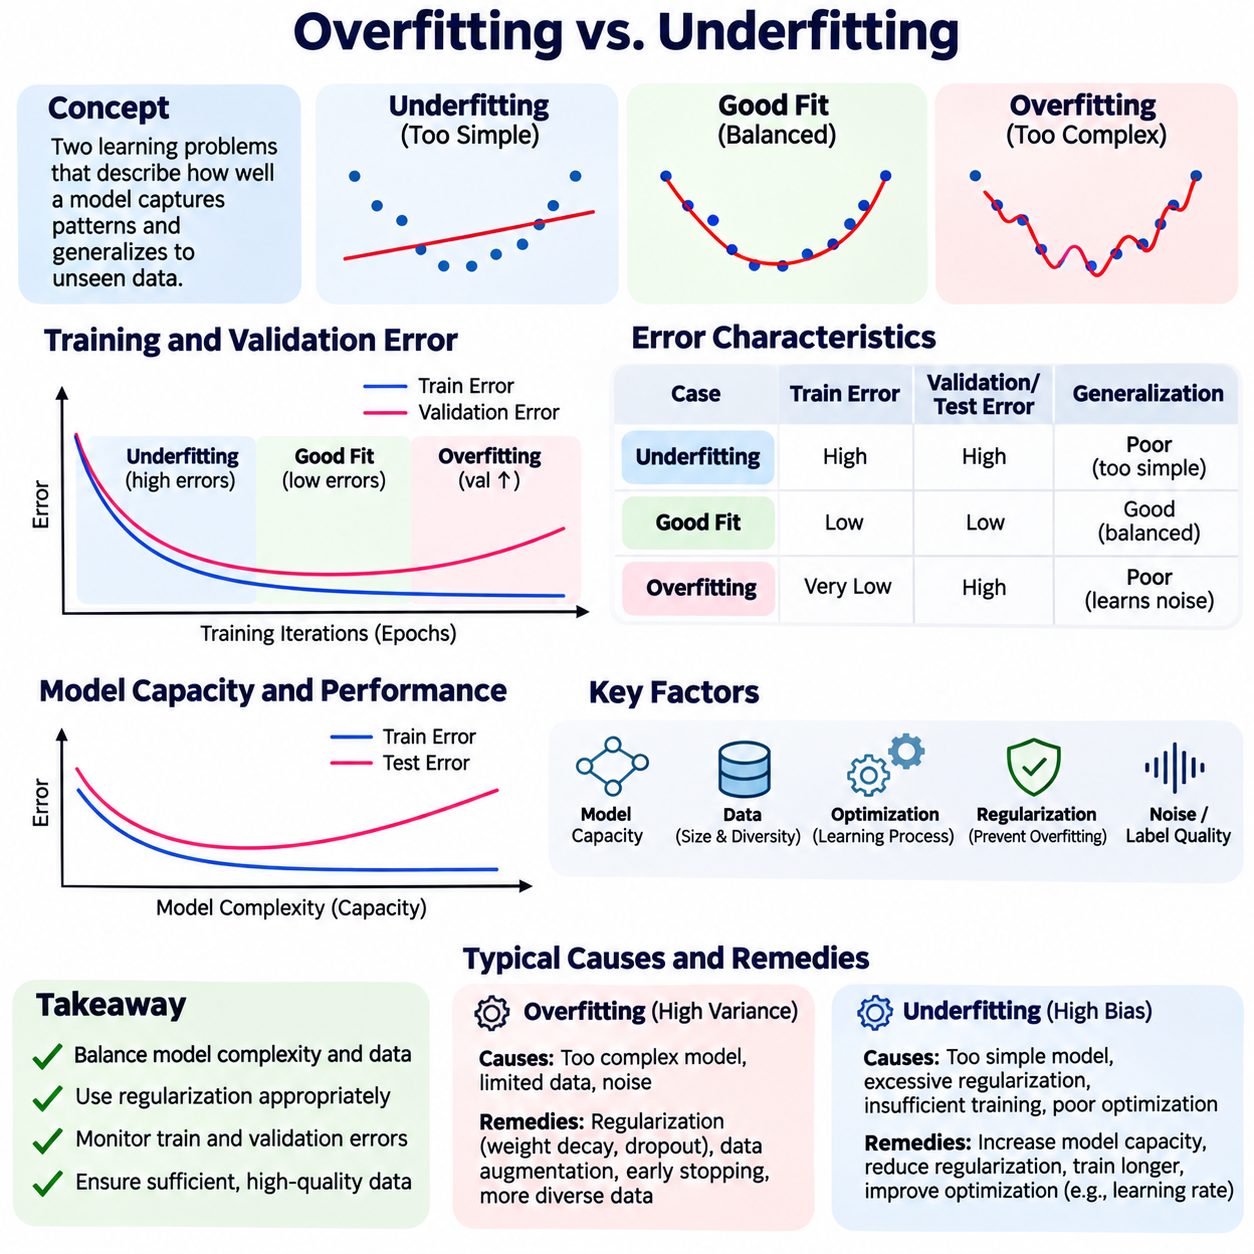 Overfitting vs. Underfitting
Concept
Two learning problems
that describe how well
a model captures
patterns and
generalizes to
unseen data.
Underfitting
(Too Simple)
Good Fit
(Balanced)
Overfitting
(Too Complex)
Training and Validation Error
Train Error
Validation Error
Underfitting
(high errors)
Good Fit
(low errors)
Overfitting
(val ↑)
Error
Training Iterations (Epochs)
Error Characteristics
Case
Train Error
Validation/
Test Error
Generalization
Underfitting
High
High
Poor
(too simple)
Good Fit
Low
Low
Good
(balanced)
Overfitting
Very Low
High
Poor
(learns noise)
Model Capacity and Performance
Train Error
Test Error
Error
Model Complexity (Capacity)
Key Factors
Model
Capacity
Data
(Size & Diversity)
Optimization
(Learning Process)
Regularization
(Prevent Overfitting)
Noise /
Label Quality
Takeaway
Balance model complexity and data
Use regularization appropriately
Monitor train and validation errors
Ensure sufficient, high-quality data
Typical Causes and Remedies
Overfitting (High Variance)
Causes: Too complex model,
limited data, noise
Remedies: Regularization
(weight decay, dropout), data
augmentation, early stopping,
more diverse data
Underfitting (High Bias)
Causes: Too simple model,
excessive regularization,
insufficient training, poor optimization
Remedies: Increase model capacity,
reduce regularization, train longer,
improve optimization (e.g., learning rate)